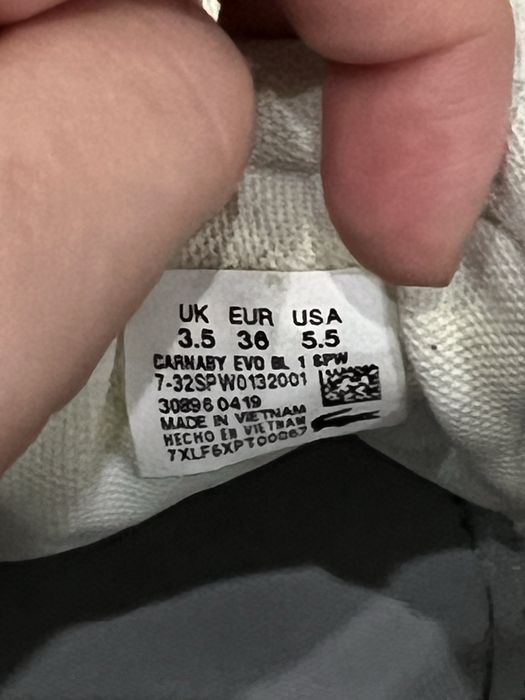 UK EUR USA
3.5 36 5.5
CARNABY EVO BL 1 SPW
7-32SPW0132001
30896 0419
MADE IN VIETNAM
HECHO EN VIETNAM
7XLF6XPT00067